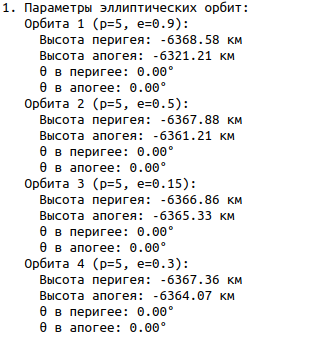 1. Параметры эллиптических орбит:
Орбита 1 (p=5, e=0.9):
Высота перигея: -6368.58 км
Высота апогея: -6321.21 км
θ в перигее: 0.00°
θ в апогее: 0.00°
Орбита 2 (p=5, e=0.5):
Высота перигея: -6367.88 км
Высота апогея: -6361.21 км
θ в перигее: 0.00°
θ в апогее: 0.00°
Орбита 3 (p=5, e=0.15):
Высота перигея: -6366.86 км
Высота апогея: -6365.33 км
θ в перигее: 0.00°
θ в апогее: 0.00°
Орбита 4 (p=5, e=0.3):
Высота перигея: -6367.36 км
Высота апогея: -6364.07 км
θ в перигее: 0.00°
θ в апогее: 0.00°